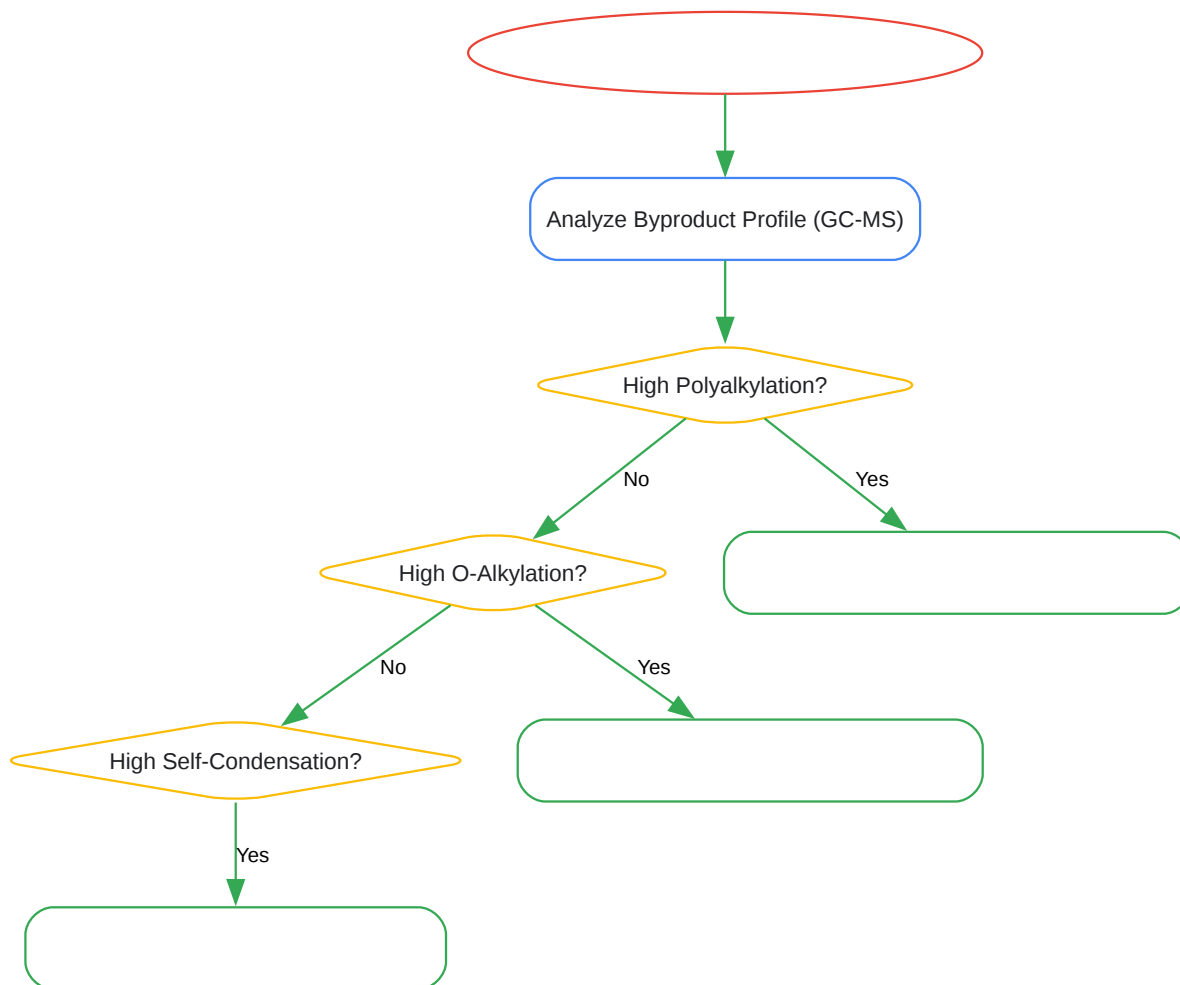 Analyze Byproduct Profile (GC-MS)
High Polyalkylation?
No
Yes
High O-Alkylation?
No
Yes
High Self-Condensation?
Yes